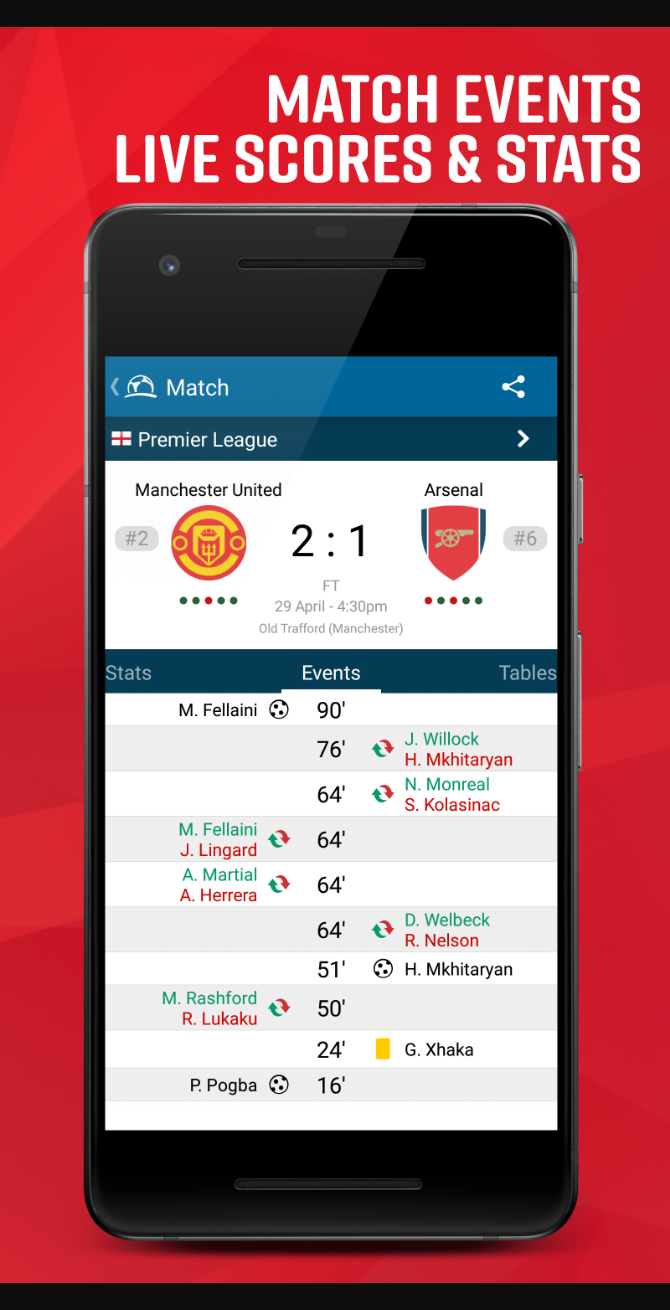 MATCH EVENTS
LIVE SCORES & STATS
Match
Premier League
Manchester United
Arsenal
#2
2 : 1
#6
FT
29 April - 4:30pm
Old Trafford (Manchester)
Stats Events Tables
M. Fellaini 90'
76' J. Willock
H. Mkhitaryan
64' N. Monreal
S. Kolasinac
M. Fellaini 64'
J. Lingard
A. Martial 64'
A. Herrera
64' D. Welbeck
R. Nelson
51' H. Mkhitaryan
M. Rashford 50'
R. Lukaku
24' G. Xhaka
P. Pogba 16'